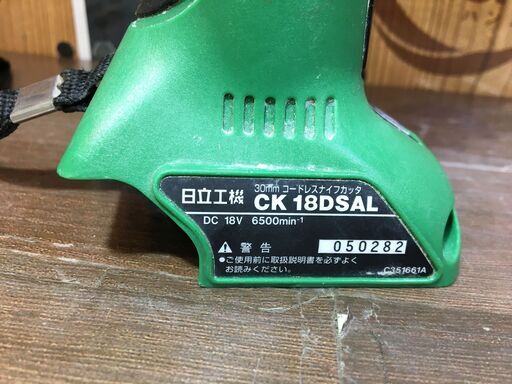 日立工機 30mm コードレスナイフカッタ
CK 18DSAL
DC 18V 6500min⁻¹
⚠ 警告 050282
●ご使用前に取扱説明書を必ずよく
お読みください。
C351661A